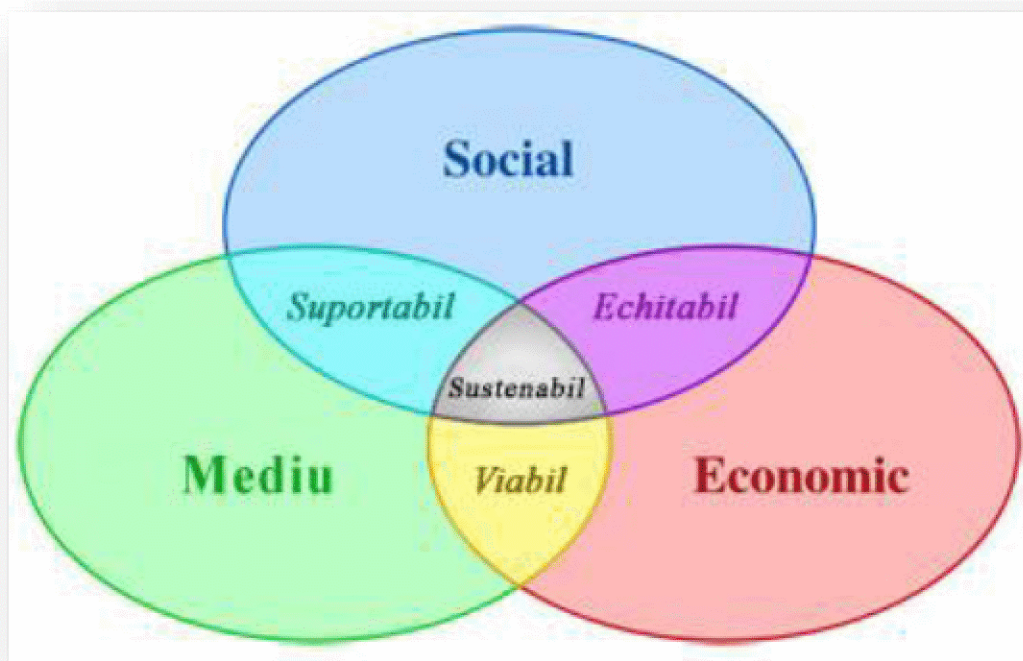 Social
Suportabil
Echitabil
Sustenabil
Mediu
Viabil
Economic